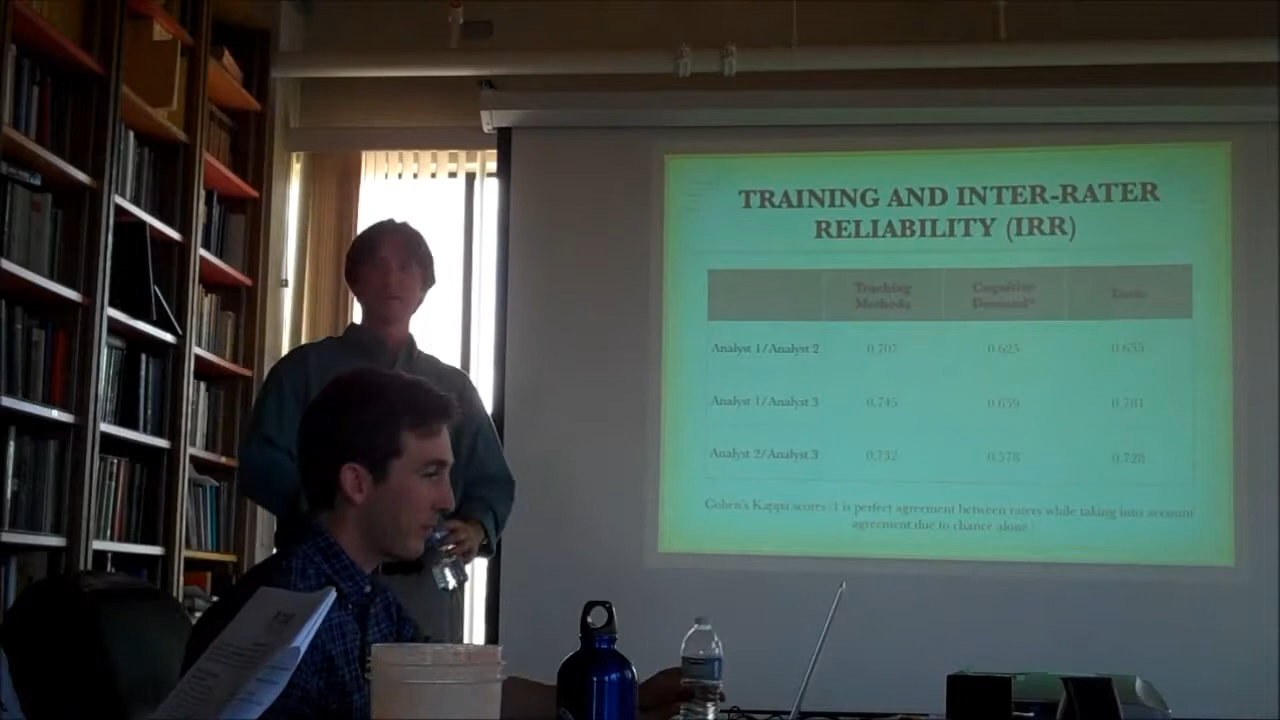 TRAINING AND INTER-RATER
RELIABILITY (IRR)
Teaching Cognitive
Methods Demand*
Analyst 1/Analyst 2 0.707 0.625
Analyst 1/Analyst 3 0.745 0.659 0.781
Analyst 2/Analyst 3 0.732 0.578 0.728
Cohen's Kappa scores (1 is perfect agreement between raters while taking into account
agreement due to chance alone)